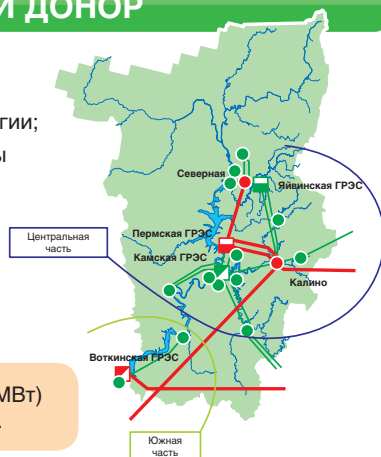 ДОНОР
гии;
ы
Северная
Яйвинская ГРЭС
Центральная
часть
Пермская ГРЭС
Камская ГРЭС
Калино
Воткинская ГРЭС
МВт)
Южная
часть